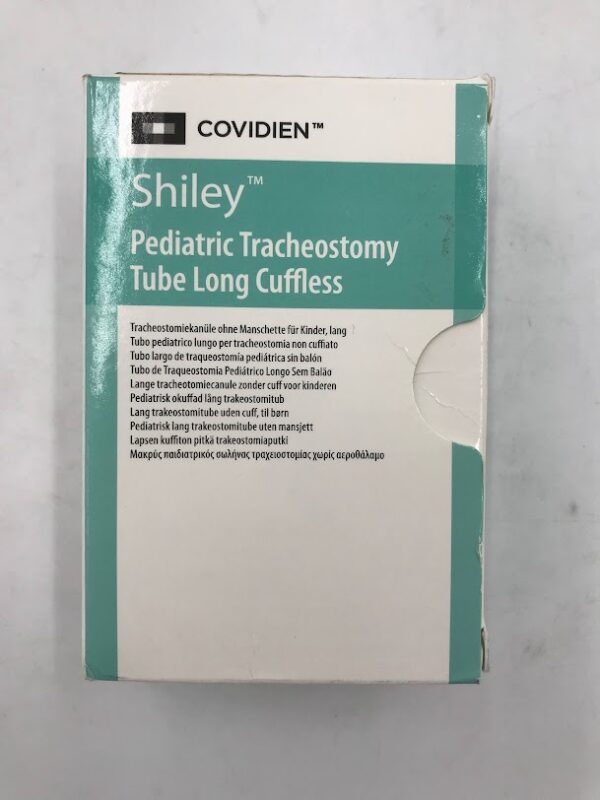 COVIDIEN™
Shiley™
Pediatric Tracheostomy
Tube Long Cuffless
Tracheostomiekanüle ohne Manschette für Kinder, lang
Tubo pediatrico lungo per tracheostomia non cuffiato
Tubo largo de traqueostomía pediátrica sin balón
Tubo de Traqueostomia Pediátrico Longo Sem Balão
Lange tracheotomiecanule zonder cuff voor kinderen
Pediatrisk okuffad lång trakeostomitub
Lang trakeostomitube uden cuff, til børn
Pediatrisk lang trakeostomitube uten mansjett
Lapsen kuffiton pitkä trakeostomiaputki
Μακρύς παιδιατρικός σωλήνας τραχειοστομίας χωρίς αεροθάλαμο